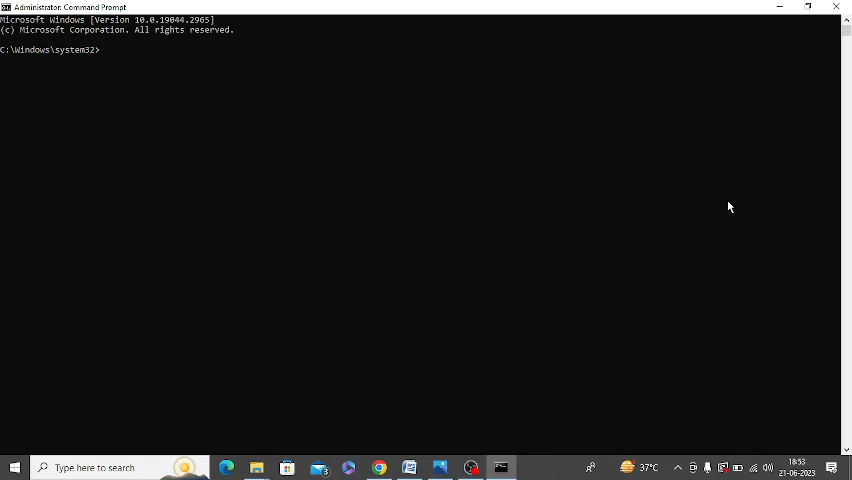 Administrator: Command Prompt
Microsoft Windows [Version 10.0.19044.2965]
(c) Microsoft Corporation. All rights reserved.
C:\Windows\system32>
Type here to search
3
37°C
18:53
21-06-2023